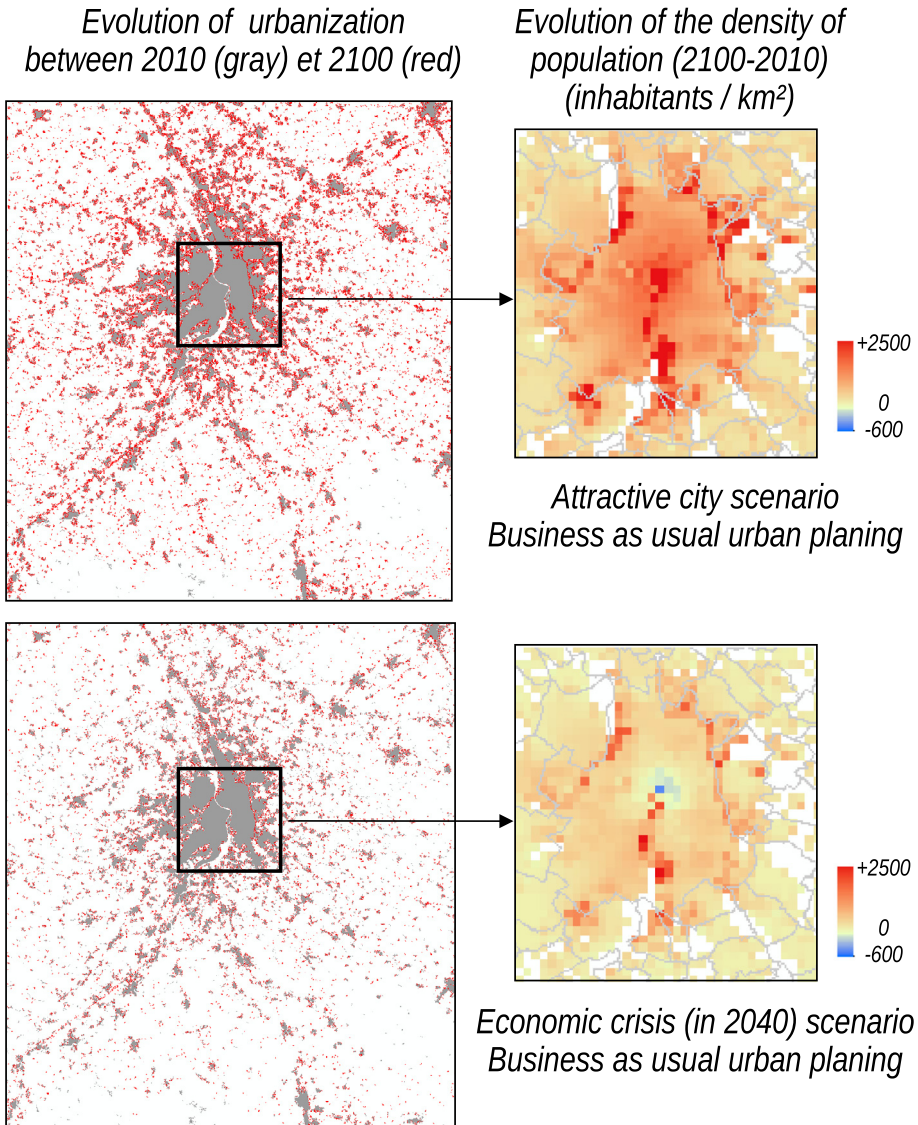 Evolution of urbanization
between 2010 (gray) et 2100 (red)
Evolution of the density of
population (2100-2010)
(inhabitants / km²)
+2500
0
-600
Attractive city scenario
Business as usual urban planing
+2500
0
-600
Economic crisis (in 2040) scenario
Business as usual urban planing